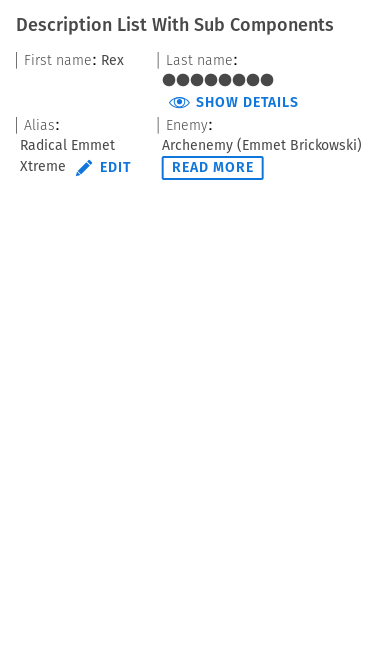 Description List With Sub Components
First name: Rex
Last name:
●●●●●●●●
SHOW DETAILS
Alias:
Radical Emmet
Xtreme EDIT
Enemy:
Archenemy (Emmet Brickowski)
READ MORE